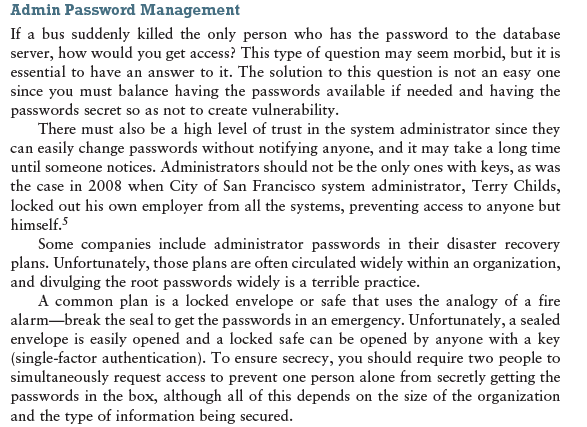 Admin Password Management
If a bus suddenly killed the only person who has the password to the database
server, how would you get access? This type of question may seem morbid, but it is
essential to have an answer to it. The solution to this question is not an easy one
since you must balance having the passwords available if needed and having the
passwords secret so as not to create vulnerability.
There must also be a high level of trust in the system administrator since they
can easily change passwords without notifying anyone, and it may take a long time
until someone notices. Administrators should not be the only ones with keys, as was
the case in 2008 when City of San Francisco system administrator, Terry Childs,
locked out his own employer from all the systems, preventing access to anyone but
himself.5
Some companies include administrator passwords in their disaster recovery
plans. Unfortunately, those plans are often circulated widely within an organization,
and divulging the root passwords widely is a terrible practice.
A common plan is a locked envelope or safe that uses the analogy of a fire
alarm—break the seal to get the passwords in an emergency. Unfortunately, a sealed
envelope is easily opened and a locked safe can be opened by anyone with a key
(single-factor authentication). To ensure secrecy, you should require two people to
simultaneously request access to prevent one person alone from secretly getting the
passwords in the box, although all of this depends on the size of the organization
and the type of information being secured.